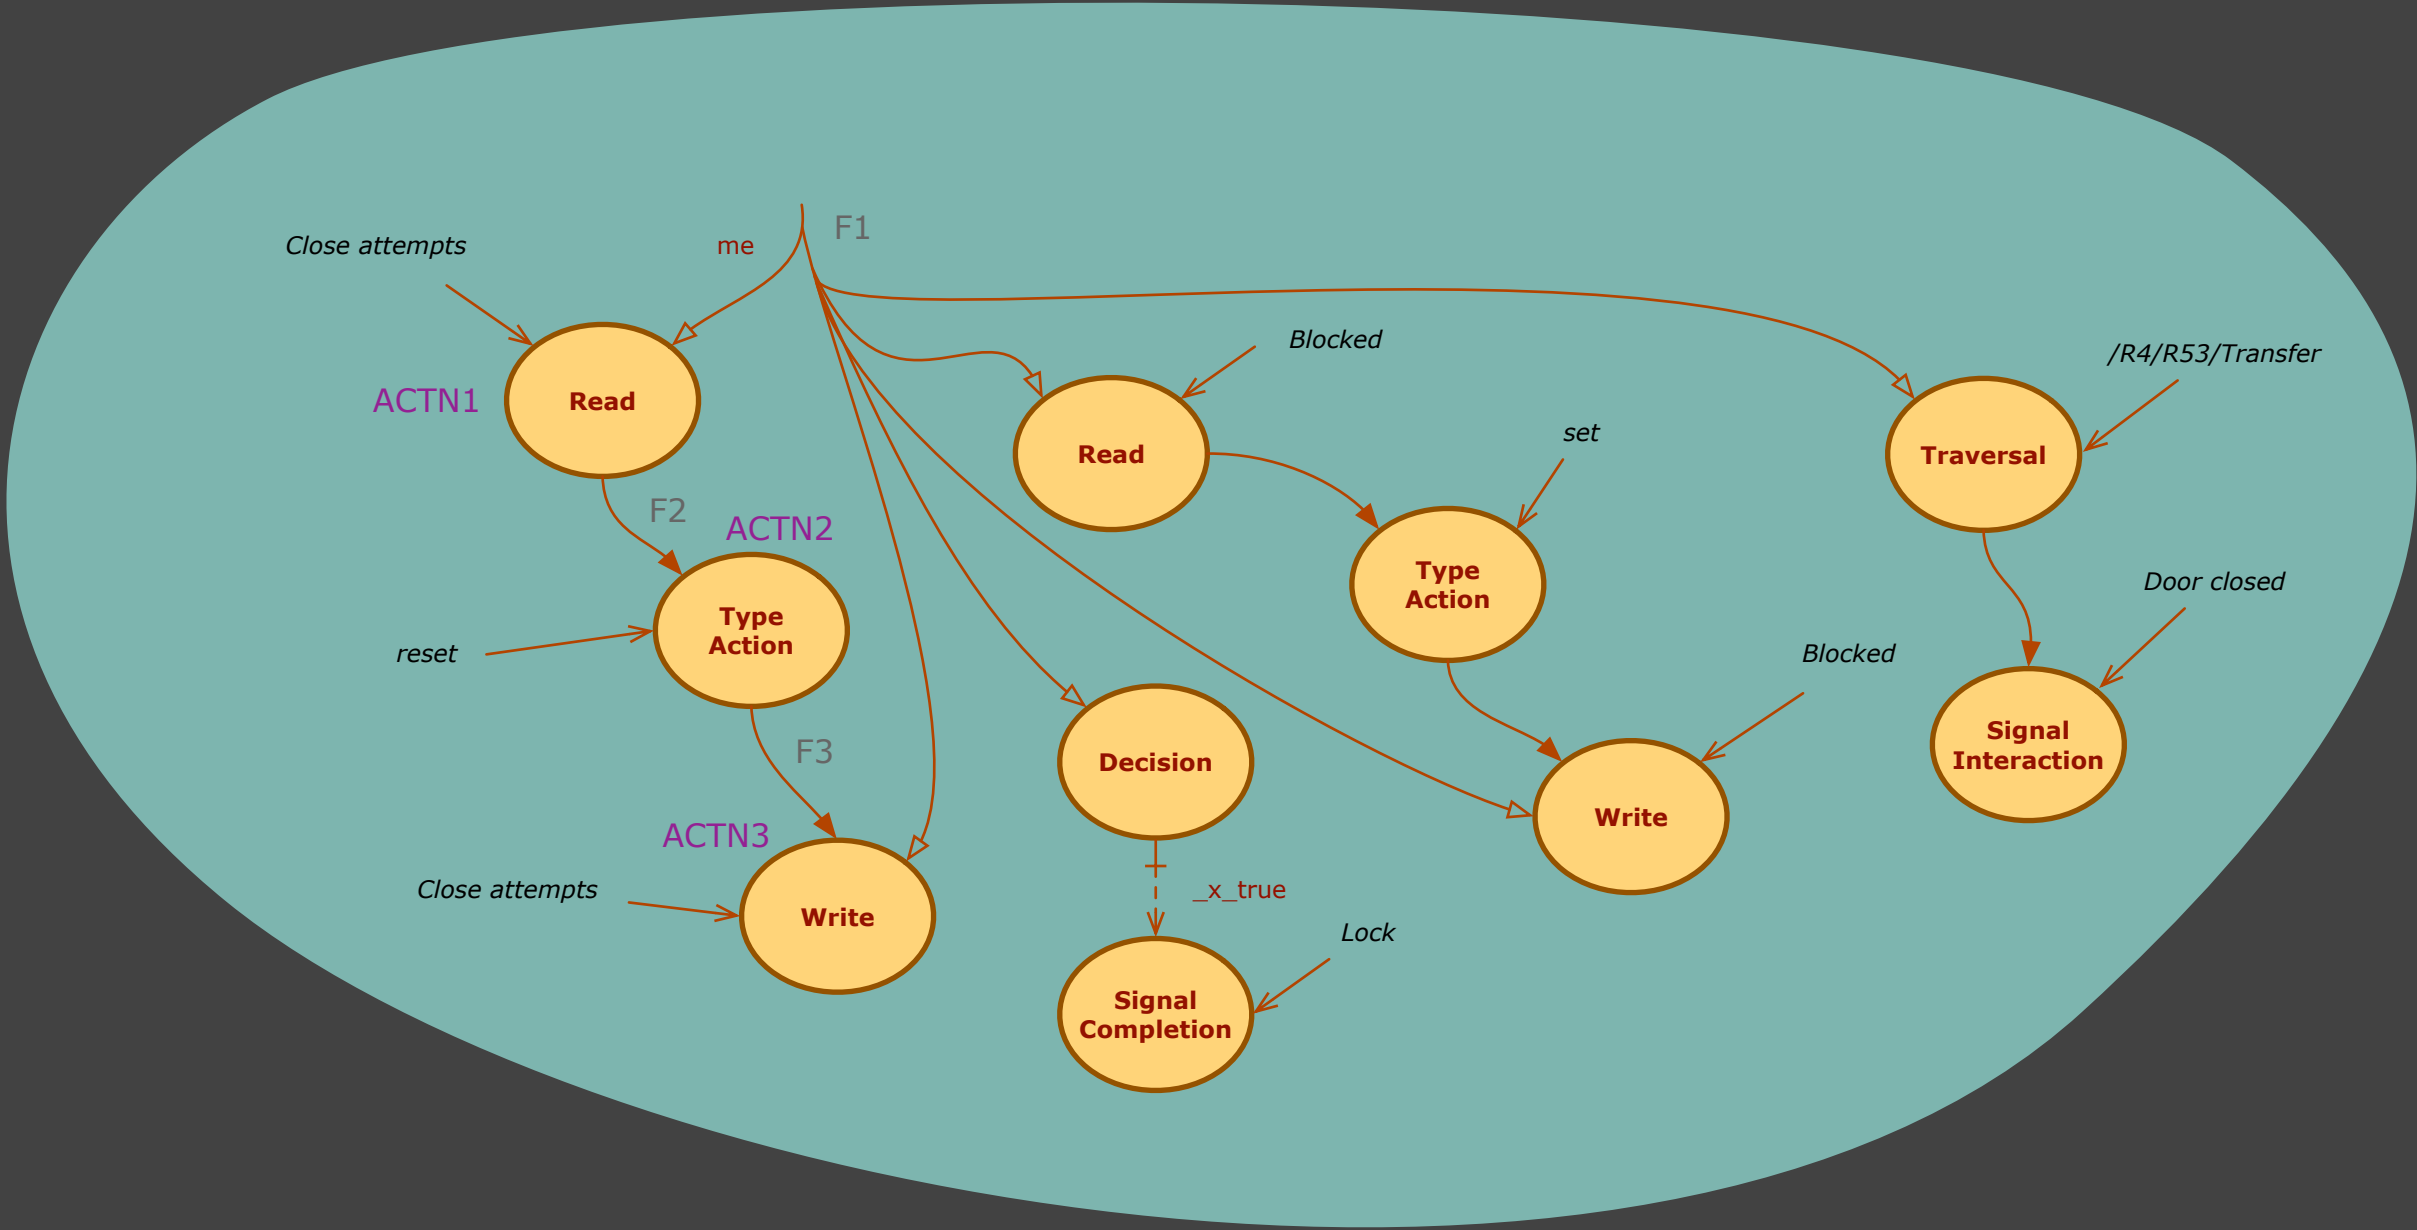 F1
Close attempts
me
Blocked
/R4/R53/Transfer
ACTN1
Read
set
Read
Traversal
F2
ACTN2
Type
Action
Door closed
Type
Action
reset
Blocked
F3
Decision
Signal
Interaction
ACTN3
Write
Close attempts
_x_true
Write
Lock
Signal
Completion